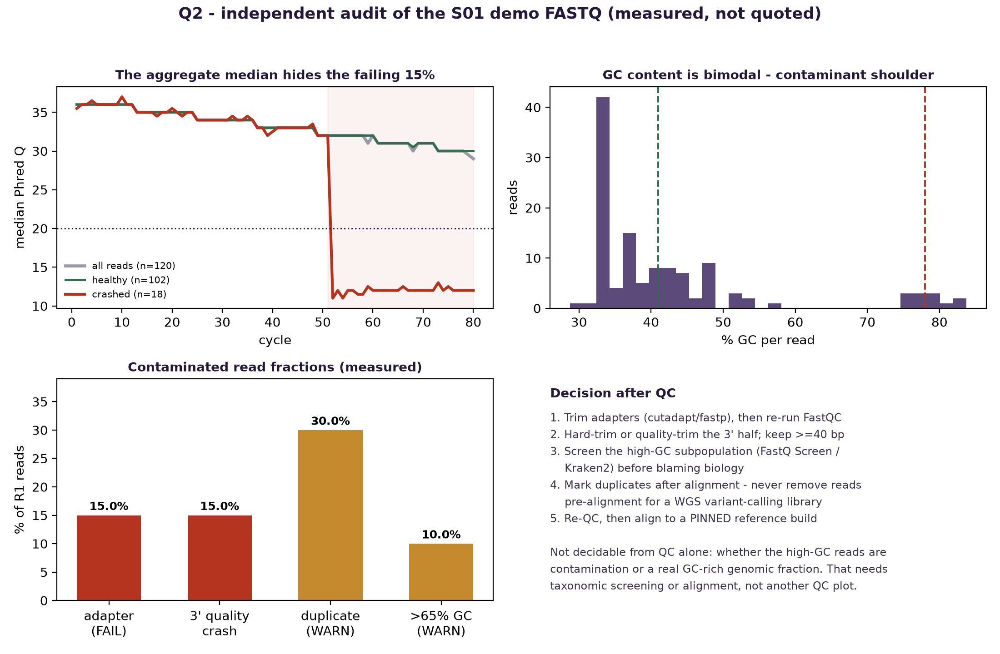 Q2 - independent audit of the S01 demo FASTQ (measured, not quoted)
The aggregate median hides the failing 15%
median Phred Q
35
30
25
20
15
10
all reads (n=120)
healthy (n=102)
crashed (n=18)
0 10 20 30 40 50 60 70 80
cycle
GC content is bimodal - contaminant shoulder
reads
40
30
20
10
0
30 40 50 60 70 80
% GC per read
Contaminated read fractions (measured)
% of R1 reads
35
30
25
20
15
10
5
0
15.0%
15.0%
30.0%
10.0%
adapter
(FAIL)
3' quality
crash
duplicate
(WARN)
>65% GC
(WARN)
Decision after QC
1. Trim adapters (cutadapt/fastp), then re-run FastQC
2. Hard-trim or quality-trim the 3' half; keep >=40 bp
3. Screen the high-GC subpopulation (FastQ Screen /
Kraken2) before blaming biology
4. Mark duplicates after alignment - never remove reads
pre-alignment for a WGS variant-calling library
5. Re-QC, then align to a PINNED reference build
Not decidable from QC alone: whether the high-GC reads are
contamination or a real GC-rich genomic fraction. That needs
taxonomic screening or alignment, not another QC plot.